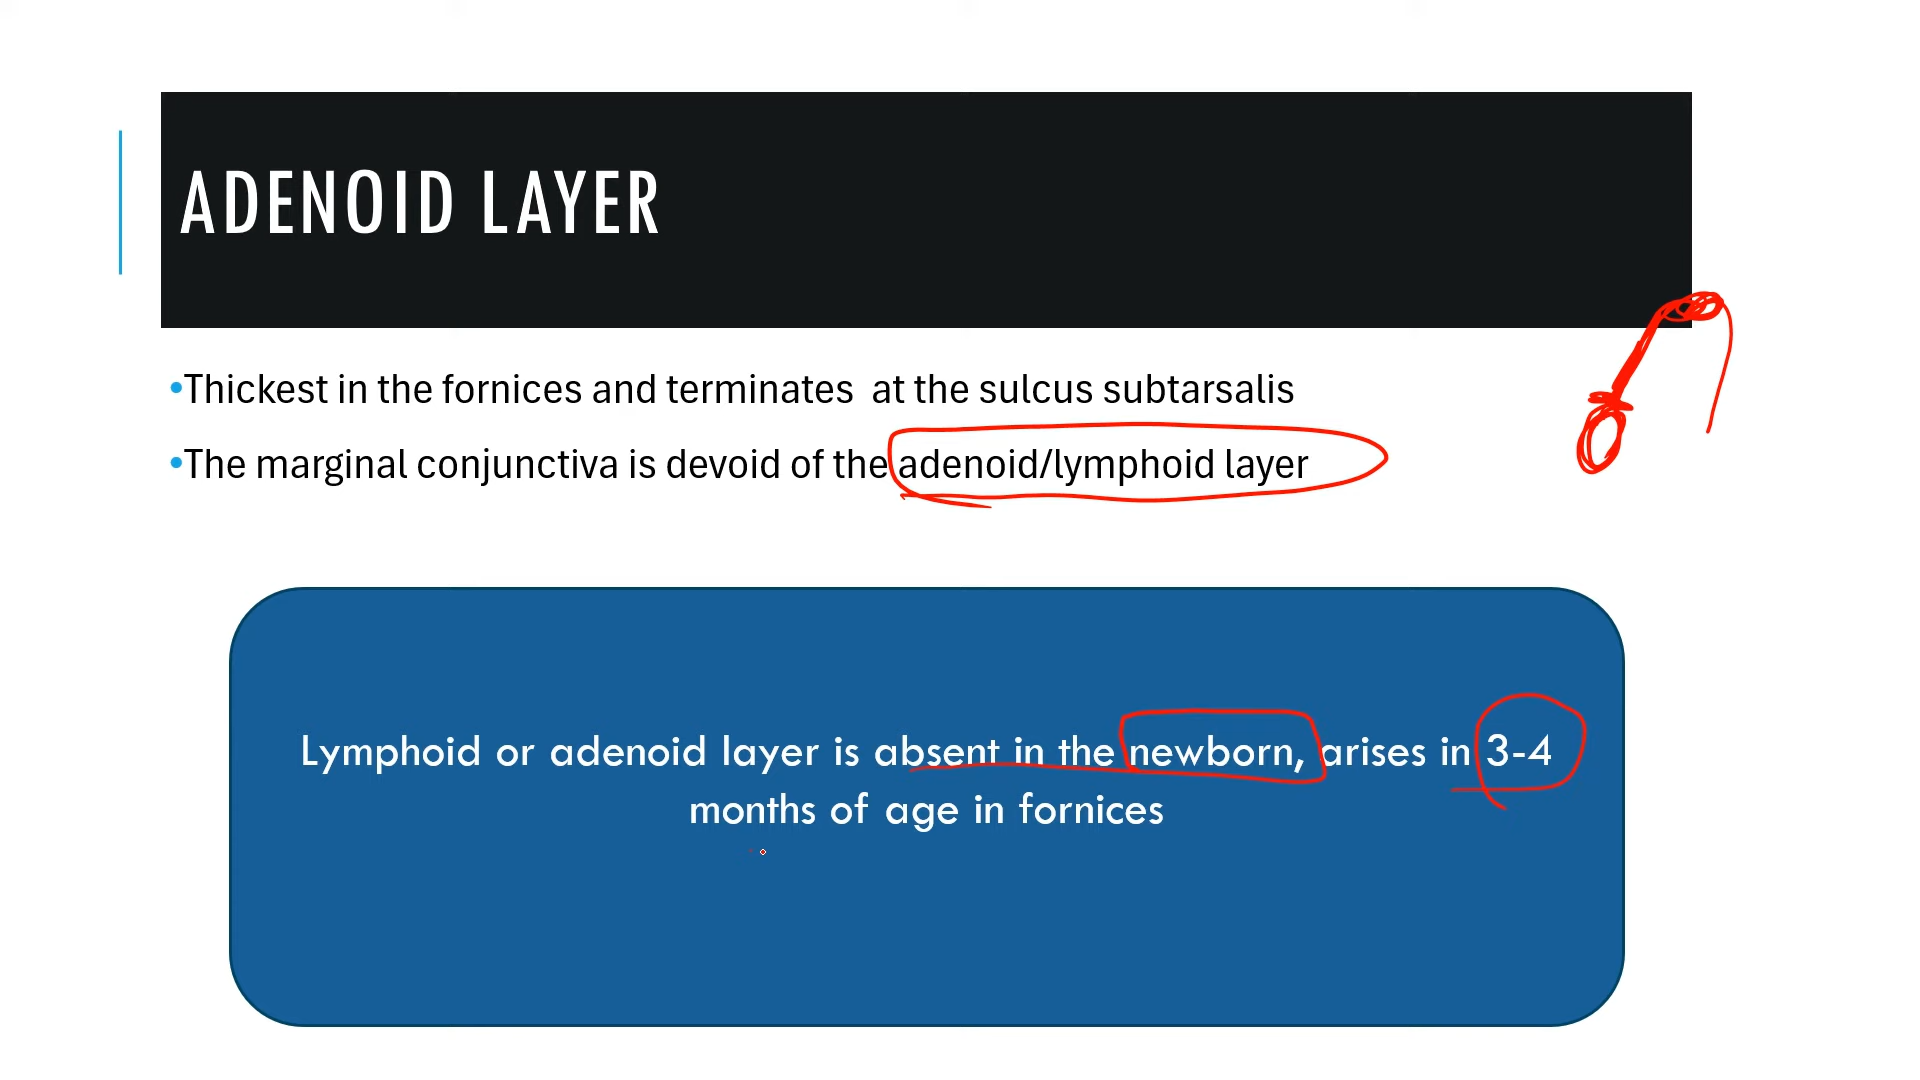 ADENOID LAYER
•Thickest in the fornices and terminates at the sulcus subtarsalis
•The marginal conjunctiva is devoid of the adenoid/lymphoid layer
Lymphoid or adenoid layer is absent in the newborn, arises in 3-4
months of age in fornices